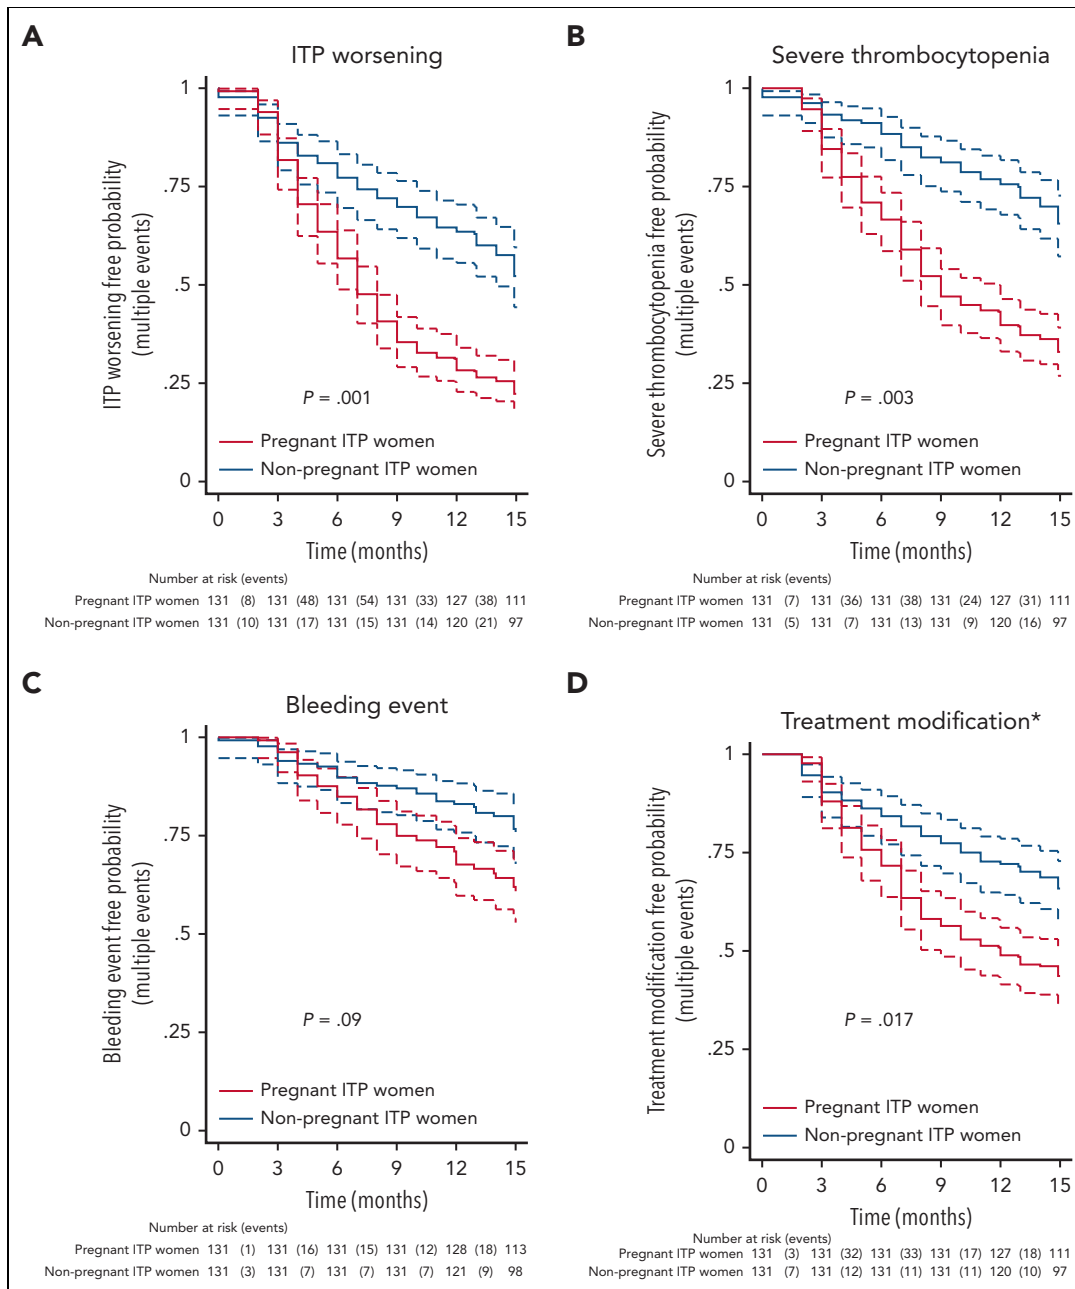 A
ITP worsening
ITP worsening free probability
(multiple events)
1
.75
.5
.25
0
P = .001
Pregnant ITP women
Non-pregnant ITP women
0 3 6 9 12 15
Time (months)
Number at risk (events)
Pregnant ITP women 131 (8) 131 (48) 131 (54) 131 (33) 127 (38) 111
Non-pregnant ITP women 131 (10) 131 (17) 131 (15) 131 (14) 120 (21) 97
B
Severe thrombocytopenia
Severe thrombocytopenia free probability
(multiple events)
1
.75
.5
.25
0
P = .003
Pregnant ITP women
Non-pregnant ITP women
0 3 6 9 12 15
Time (months)
Number at risk (events)
Pregnant ITP women 131 (7) 131 (36) 131 (38) 131 (24) 127 (31) 111
Non-pregnant ITP women 131 (5) 131 (7) 131 (13) 131 (9) 120 (16) 97
C
Bleeding event
Bleeding event free probability
(multiple events)
1
.75
.5
.25
0
P = .09
Pregnant ITP women
Non-pregnant ITP women
0 3 6 9 12 15
Time (months)
Number at risk (events)
Pregnant ITP women 131 (1) 131 (16) 131 (15) 131 (12) 128 (18) 113
Non-pregnant ITP women 131 (3) 131 (7) 131 (7) 131 (7) 121 (9) 98
D
Treatment modification*
Treatment modification free probability
(multiple events)
1
.75
.5
.25
0
P = .017
Pregnant ITP women
Non-pregnant ITP women
0 3 6 9 12 15
Time (months)
Number at risk (events)
Pregnant ITP women 131 (3) 131 (32) 131 (33) 131 (17) 127 (18) 111
Non-pregnant ITP women 131 (7) 131 (12) 131 (11) 131 (11) 120 (10) 97